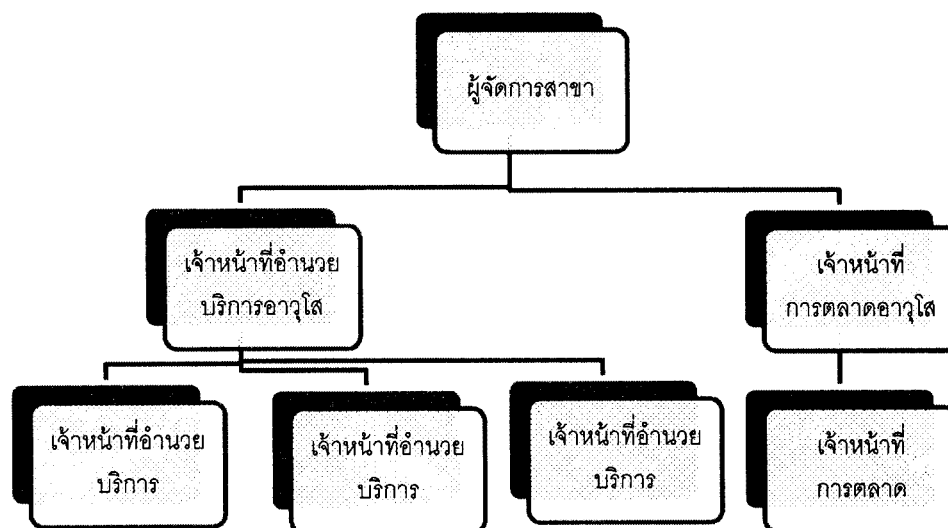 ผู้จัดการสาขา
เจ้าหน้าที่อำนวย
บริการอาวุโส
เจ้าหน้าที่
การตลาดอาวุโส
เจ้าหน้าที่อำนวย
บริการ
เจ้าหน้าที่อำนวย
บริการ
เจ้าหน้าที่อำนวย
บริการ
เจ้าหน้าที่
การตลาด